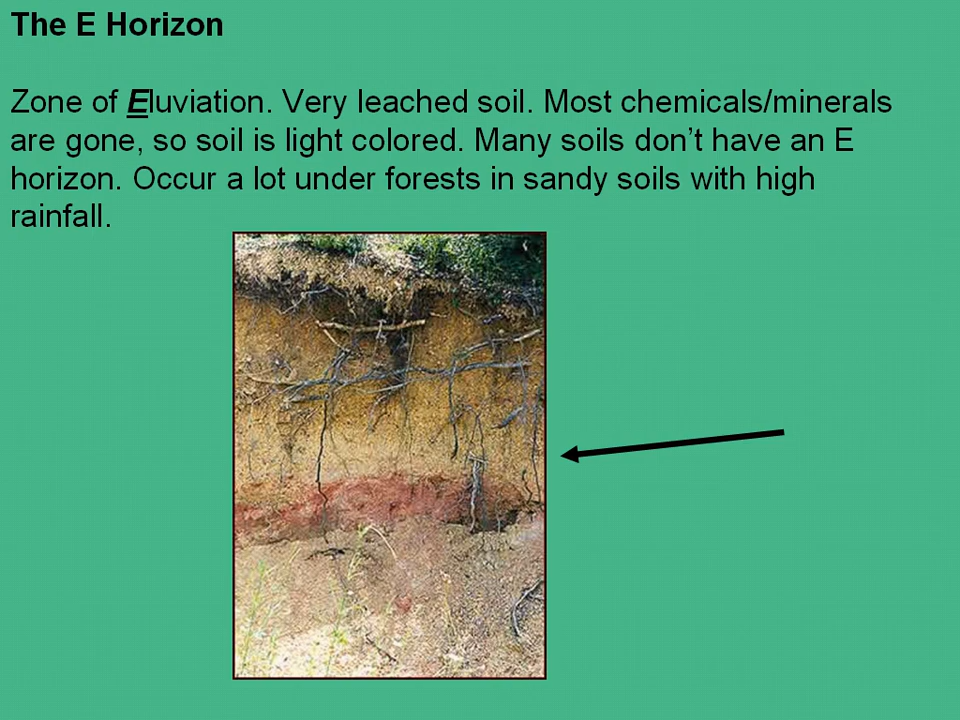 The E Horizon
Zone of Eluviation. Very leached soil. Most chemicals/minerals
are gone, so soil is light colored. Many soils don’t have an E
horizon. Occur a lot under forests in sandy soils with high
rainfall.